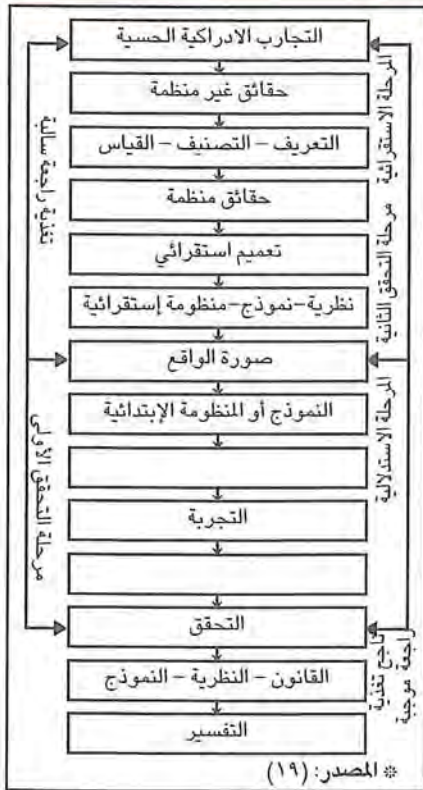 التجارب الادراكية الحسية
حقائق غير منظمة
التعريف – التصنيف – القياس
حقائق منظمة
تعميم استقرائي
نظرية–نموذج–منظومة إستقرائية
صورة الواقع
النموذج أو المنظومة الإبتدائية
التجربة
التحقق
القانون – النظرية – النموذج
التفسير
المرحلة الاستقرائية
مرحلة التحقق الثانية
المرحلة الاستدلالية
ناجح تغذية
راجعة موجبة
تغذية راجعة سالبة
مرحلة التحقق الأولى
* المصدر: (١٩)